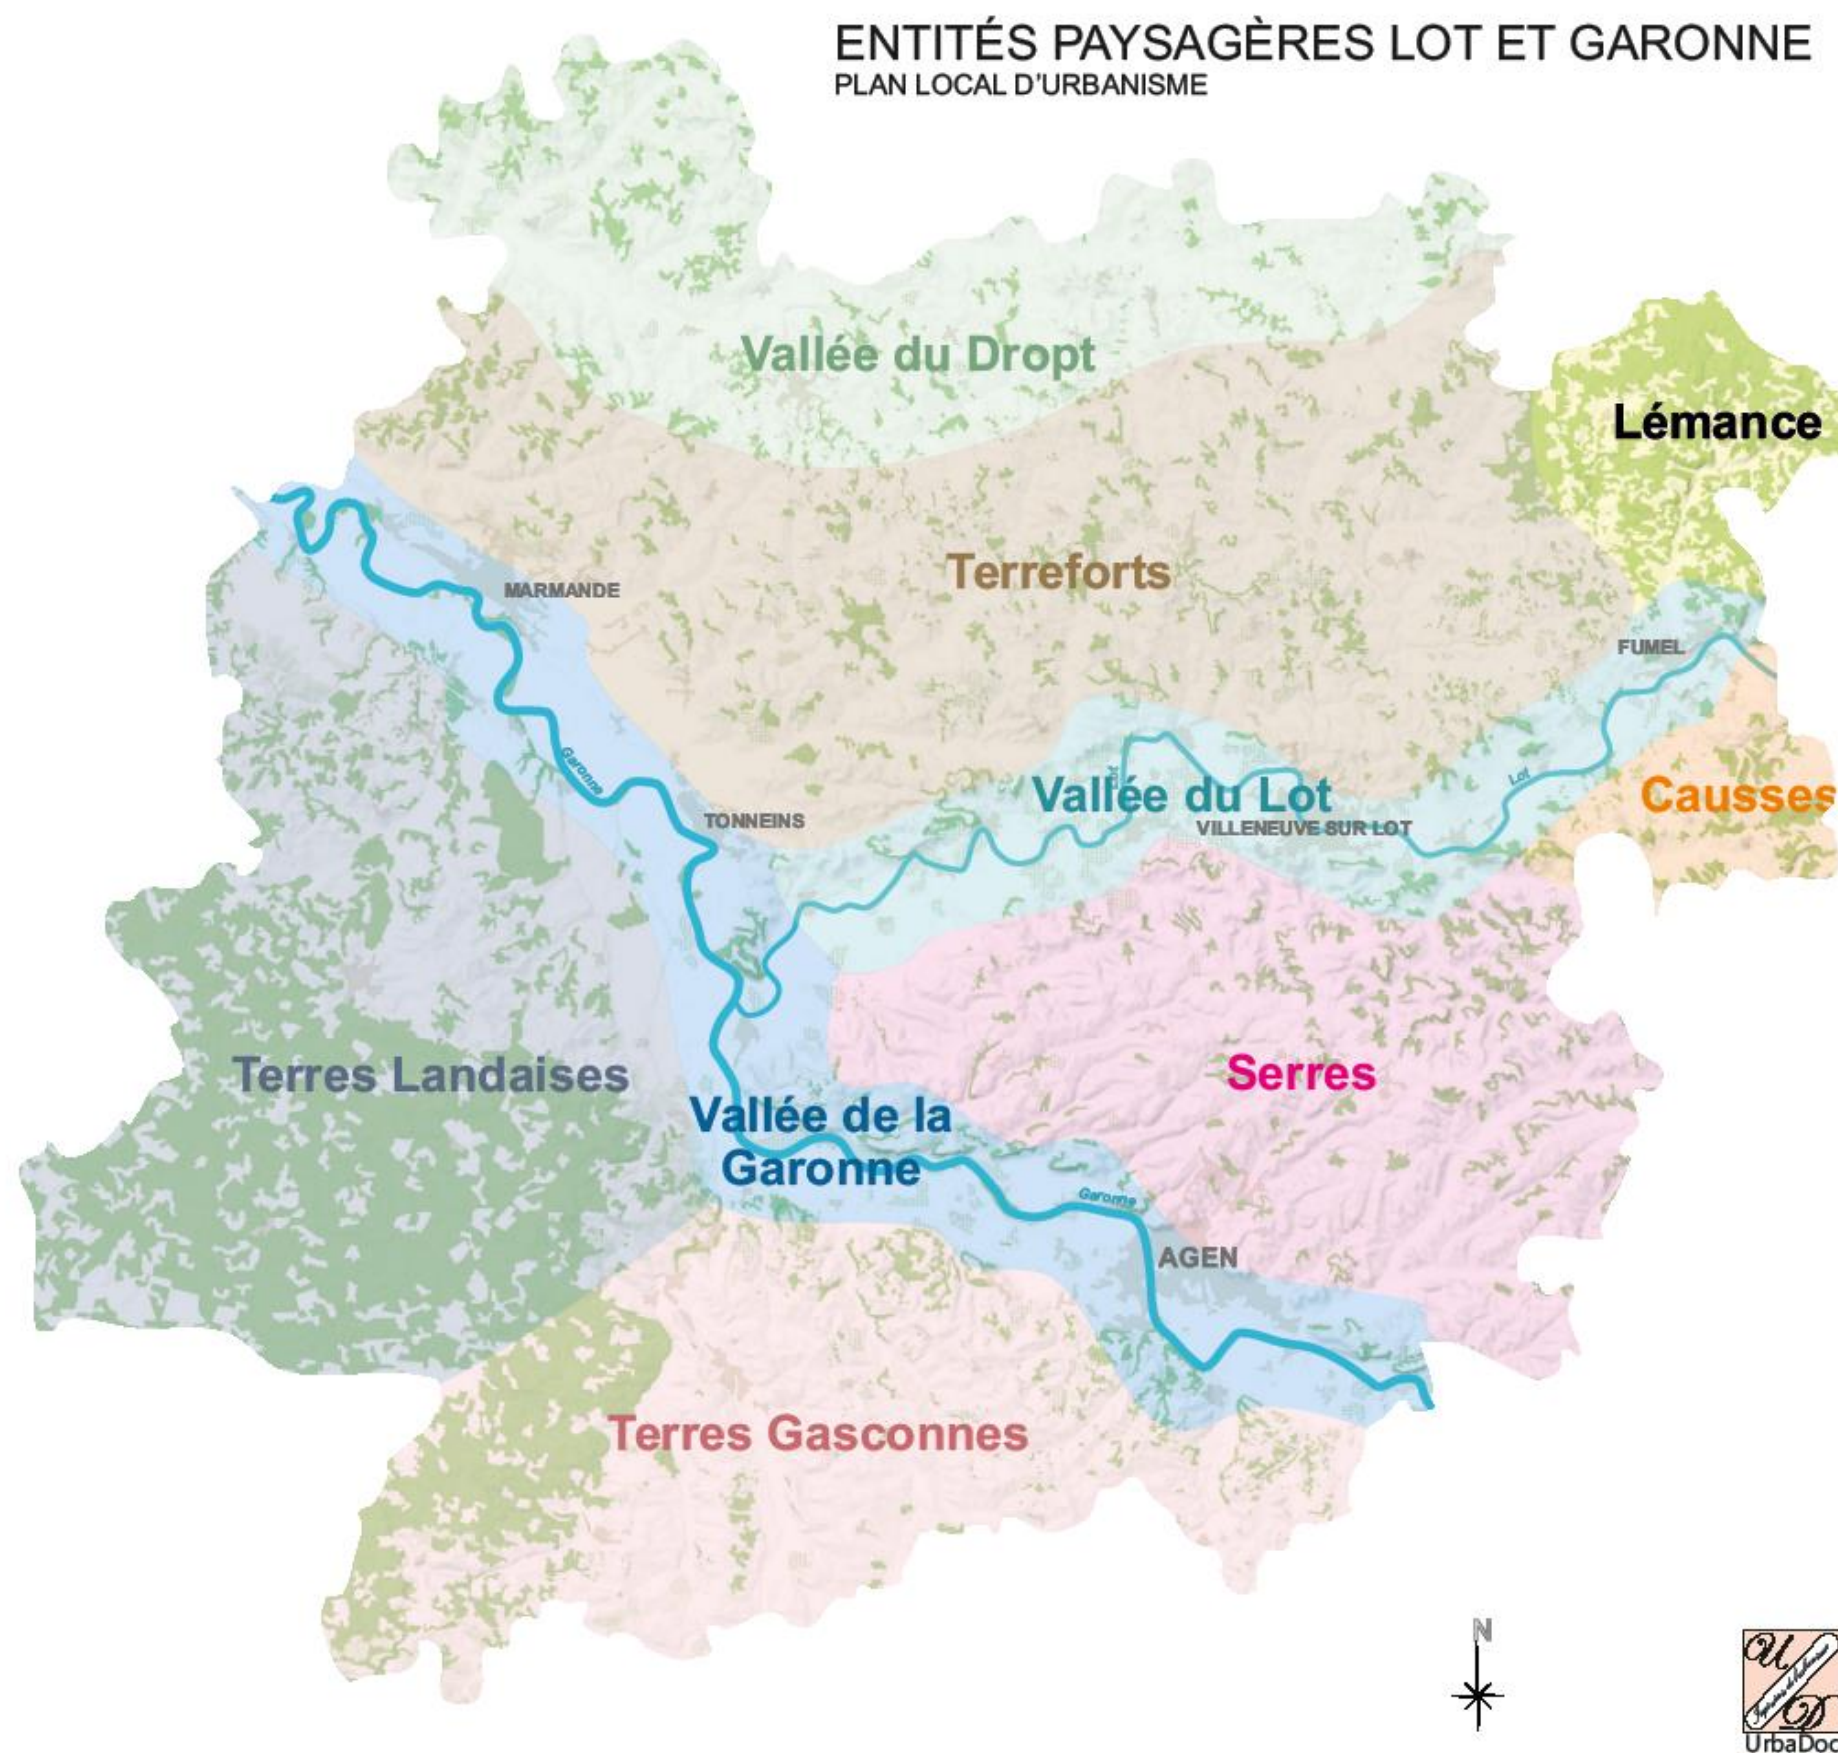 ENTITÉS PAYSAGÈRES LOT ET GARONNE
PLAN LOCAL D'URBANISME
Vallée du Dropt
Lémance
Terreforts
MARMANDE
FUMEL
Garonne
Lot
Lot
Vallée du Lot
Causses
TONNEINS
VILLENEUVE SUR LOT
Terres Landaises
Serres
Vallée de la
Garonne
Garonne
AGEN
Terres Gasconnes
N
U
D
UrbaDoc